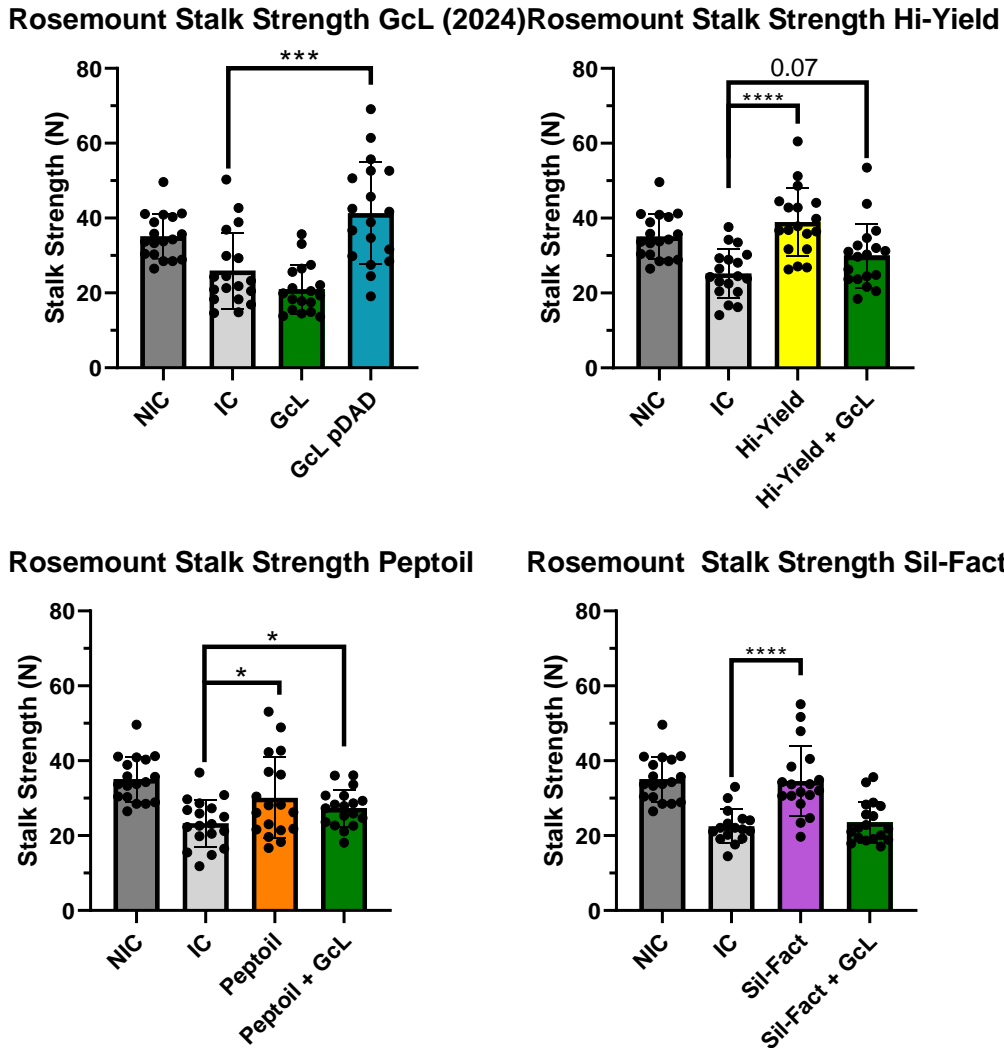 Rosemount Stalk Strength GcL (2024)
***
80
60
40
20
0
Stalk Strength (N)
NIC
IC
GcL
GcL pDAD
Rosemount Stalk Strength Hi-Yield
0.07
****
80
60
40
20
0
Stalk Strength (N)
NIC
IC
Hi-Yield
Hi-Yield + GcL
Rosemount Stalk Strength Peptoil
*
*
80
60
40
20
0
Stalk Strength (N)
NIC
IC
Peptoil
Peptoil + GcL
Rosemount  Stalk Strength Sil-Fact
****
80
60
40
20
0
Stalk Strength (N)
NIC
IC
Sil-Fact
Sil-Fact + GcL